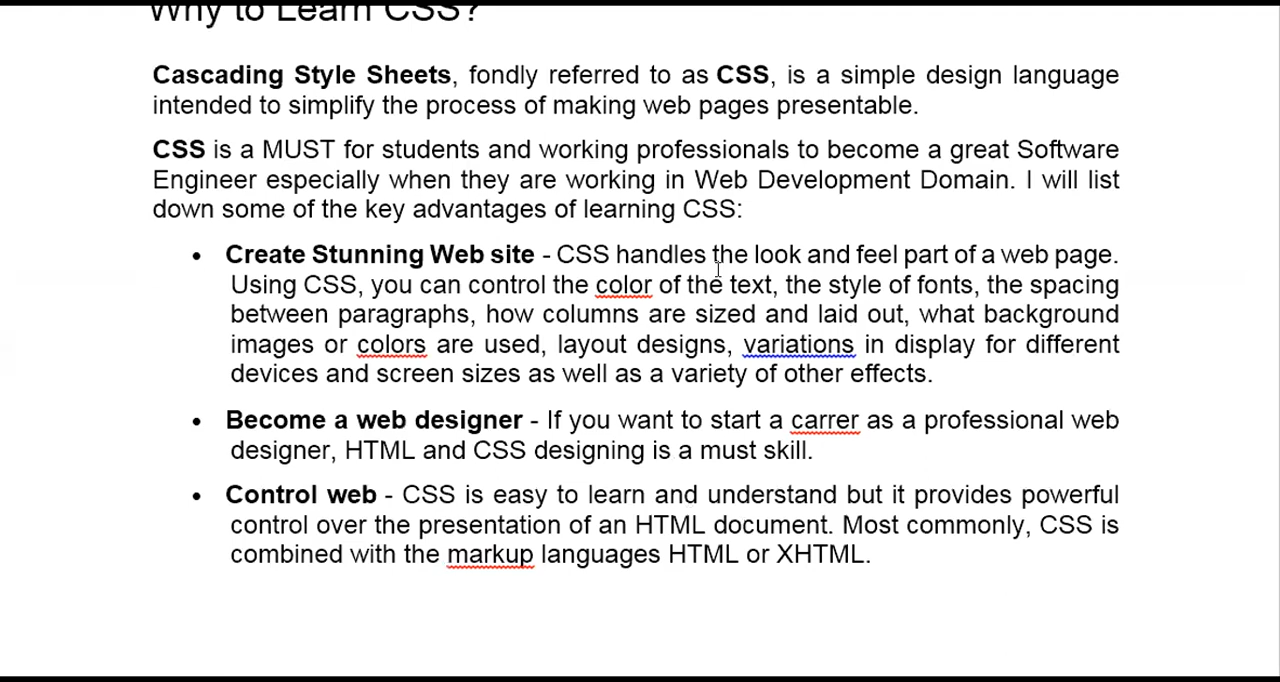 Why to Learn CSS?
Cascading Style Sheets, fondly referred to as CSS, is a simple design language
intended to simplify the process of making web pages presentable.
CSS is a MUST for students and working professionals to become a great Software
Engineer especially when they are working in Web Development Domain. I will list
down some of the key advantages of learning CSS:
• Create Stunning Web site - CSS handles the look and feel part of a web page.
Using CSS, you can control the color of the text, the style of fonts, the spacing
between paragraphs, how columns are sized and laid out, what background
images or colors are used, layout designs, variations in display for different
devices and screen sizes as well as a variety of other effects.
• Become a web designer - If you want to start a carrer as a professional web
designer, HTML and CSS designing is a must skill.
• Control web - CSS is easy to learn and understand but it provides powerful
control over the presentation of an HTML document. Most commonly, CSS is
combined with the markup languages HTML or XHTML.